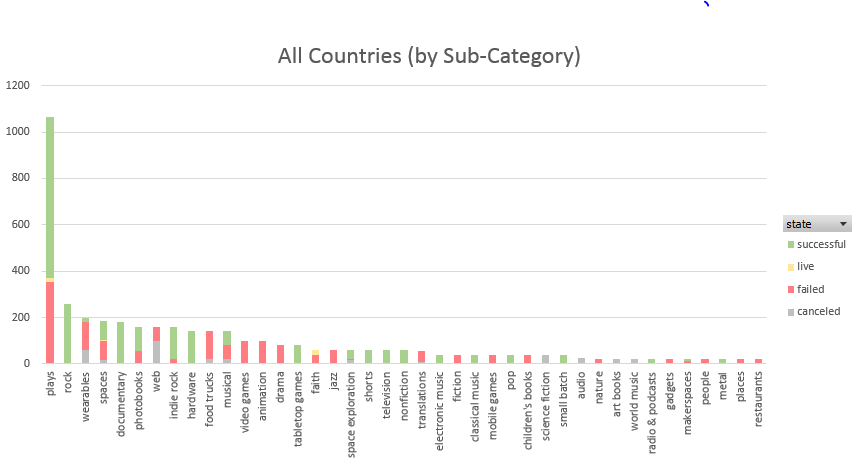 All Countries (by Sub-Category)
1200
1000
800
600
400
200
0
plays
rock
wearables
spaces
documentary
photobooks
web
indie rock
hardware
food trucks
musical
video games
animation
drama
tabletop games
faith
jazz
space exploration
shorts
television
nonfiction
translations
electronic music
fiction
classical music
mobile games
pop
children's books
science fiction
small batch
audio
nature
art books
world music
radio & podcasts
gadgets
makerspaces
people
metal
places
restaurants
state
successful
live
failed
canceled